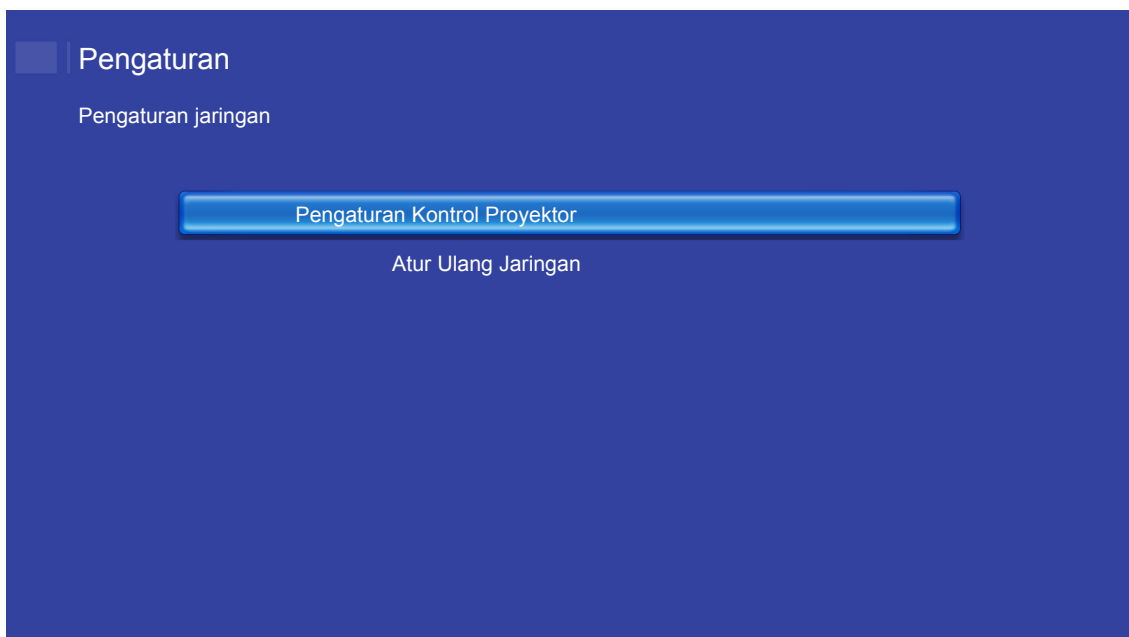 Pengaturan
Pengaturan jaringan
Pengaturan Kontrol Proyektor
Atur Ulang Jaringan